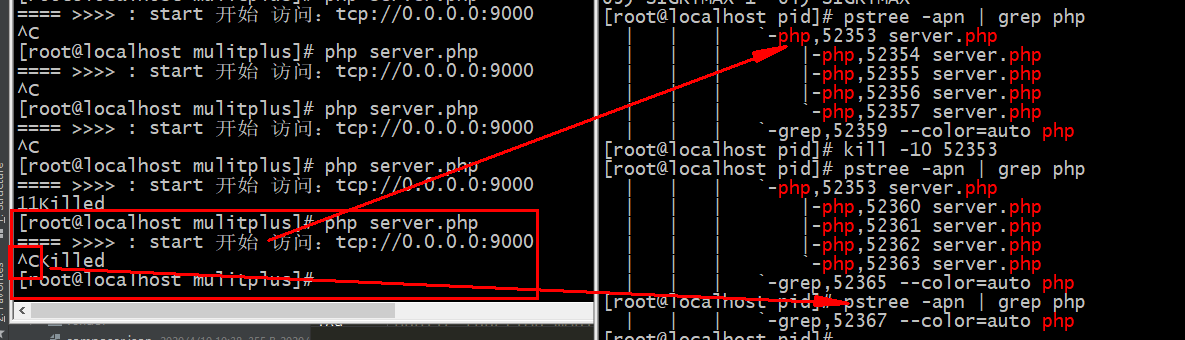 ==== >>>> : start 开始 访问: tcp://0.0.0.0:9000
^C
[root@localhost mulitplus]# php server.php
==== >>>> : start 开始 访问: tcp://0.0.0.0:9000
^C
[root@localhost mulitplus]# php server.php
==== >>>> : start 开始 访问: tcp://0.0.0.0:9000
^C
[root@localhost mulitplus]# php server.php
==== >>>> : start 开始 访问: tcp://0.0.0.0:9000
11Killed
[root@localhost mulitplus]# php server.php
==== >>>> : start 开始 访问: tcp://0.0.0.0:9000
^CKilled
[root@localhost mulitplus]#
[root@localhost pid]# pstree -apn | grep php
| | | `-php,52353 server.php
| | | |-php,52354 server.php
| | | |-php,52355 server.php
| | | |-php,52356 server.php
| | | `-php,52357 server.php
| | | `-grep,52359 --color=auto php
[root@localhost pid]# kill -10 52353
[root@localhost pid]# pstree -apn | grep php
| | | `-php,52353 server.php
| | | |-php,52360 server.php
| | | |-php,52361 server.php
| | | |-php,52362 server.php
| | | `-php,52363 server.php
| | | `-grep,52365 --color=auto php
[root@localhost pid]# pstree -apn | grep php
| | | `-grep,52367 --color=auto php
[root@localhost pid]#